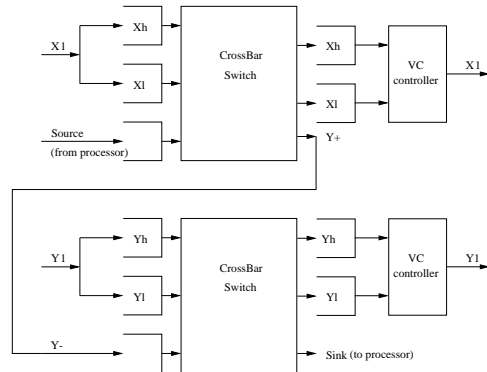 X1
Xh
Xl
Source
(from processor)
CrossBar
Switch
Xh
Xl
Y+
VC
controller
X1
Y1
Yh
Yl
Y-
CrossBar
Switch
Yh
Yl
Sink (to processor)
VC
controller
Y1